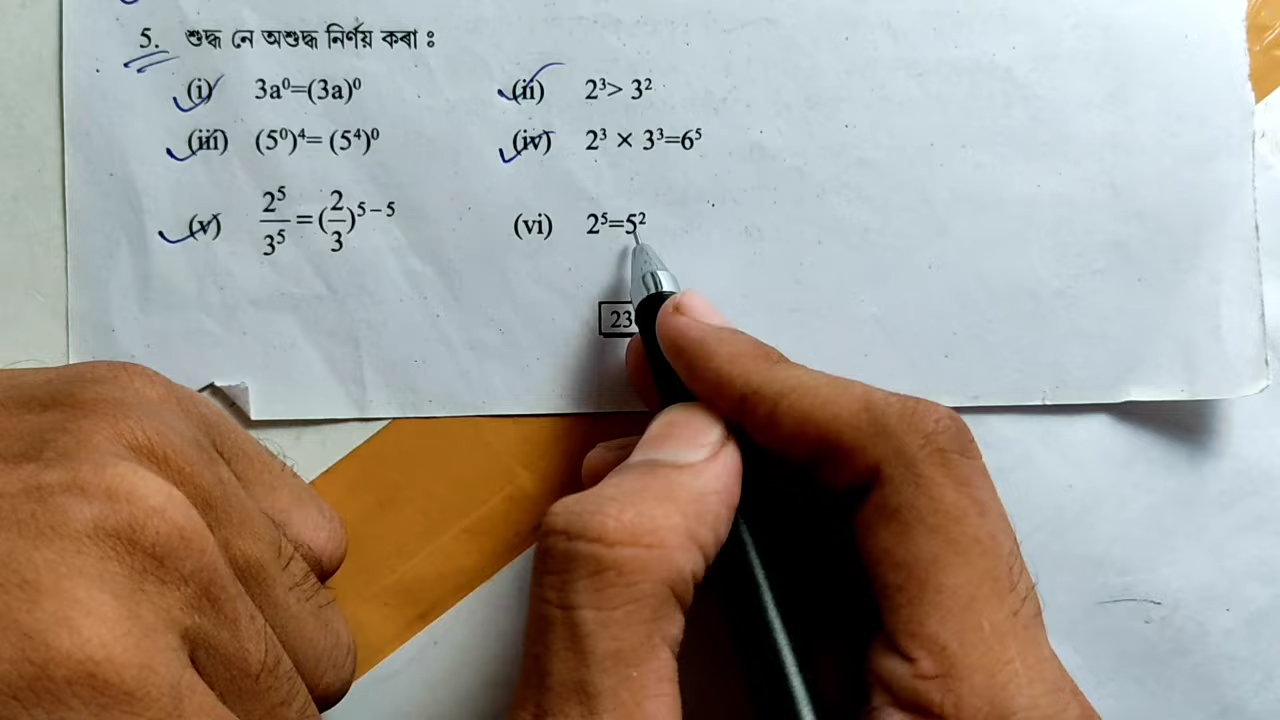 5. শুদ্ধ নে অশুদ্ধ নিৰ্ণয় কৰা ঃ
(i) 3a⁰=(3a)⁰ (ii) 2³> 3²
(iii) (5⁰)⁴= (5⁴)⁰ (iv) 2³ × 3³=6⁵
(v) 2⁵/3⁵ = (2/3)⁵⁻⁵ (vi) 2⁵=5²
23